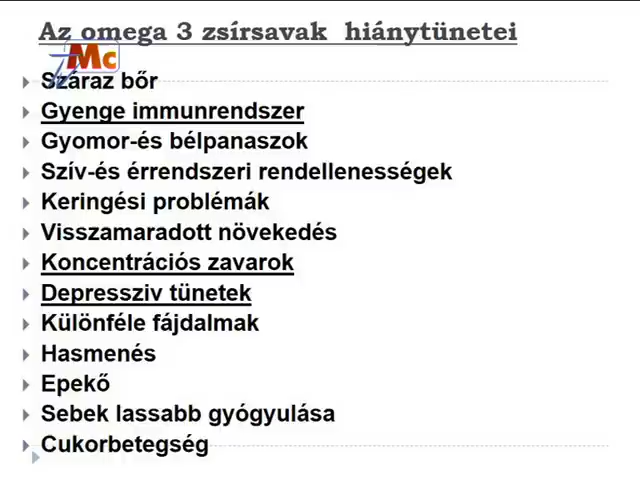 Az omega 3 zsírsavak hiánytünetei
Mc
Száraz bőr
Gyenge immunrendszer
Gyomor-és bélpanaszok
Szív-és érrendszeri rendellenességek
Keringési problémák
Visszamaradott növekedés
Koncentrációs zavarok
Depressziv tünetek
Különféle fájdalmak
Hasmenés
Epekő
Sebek lassabb gyógyulása
Cukorbetegség